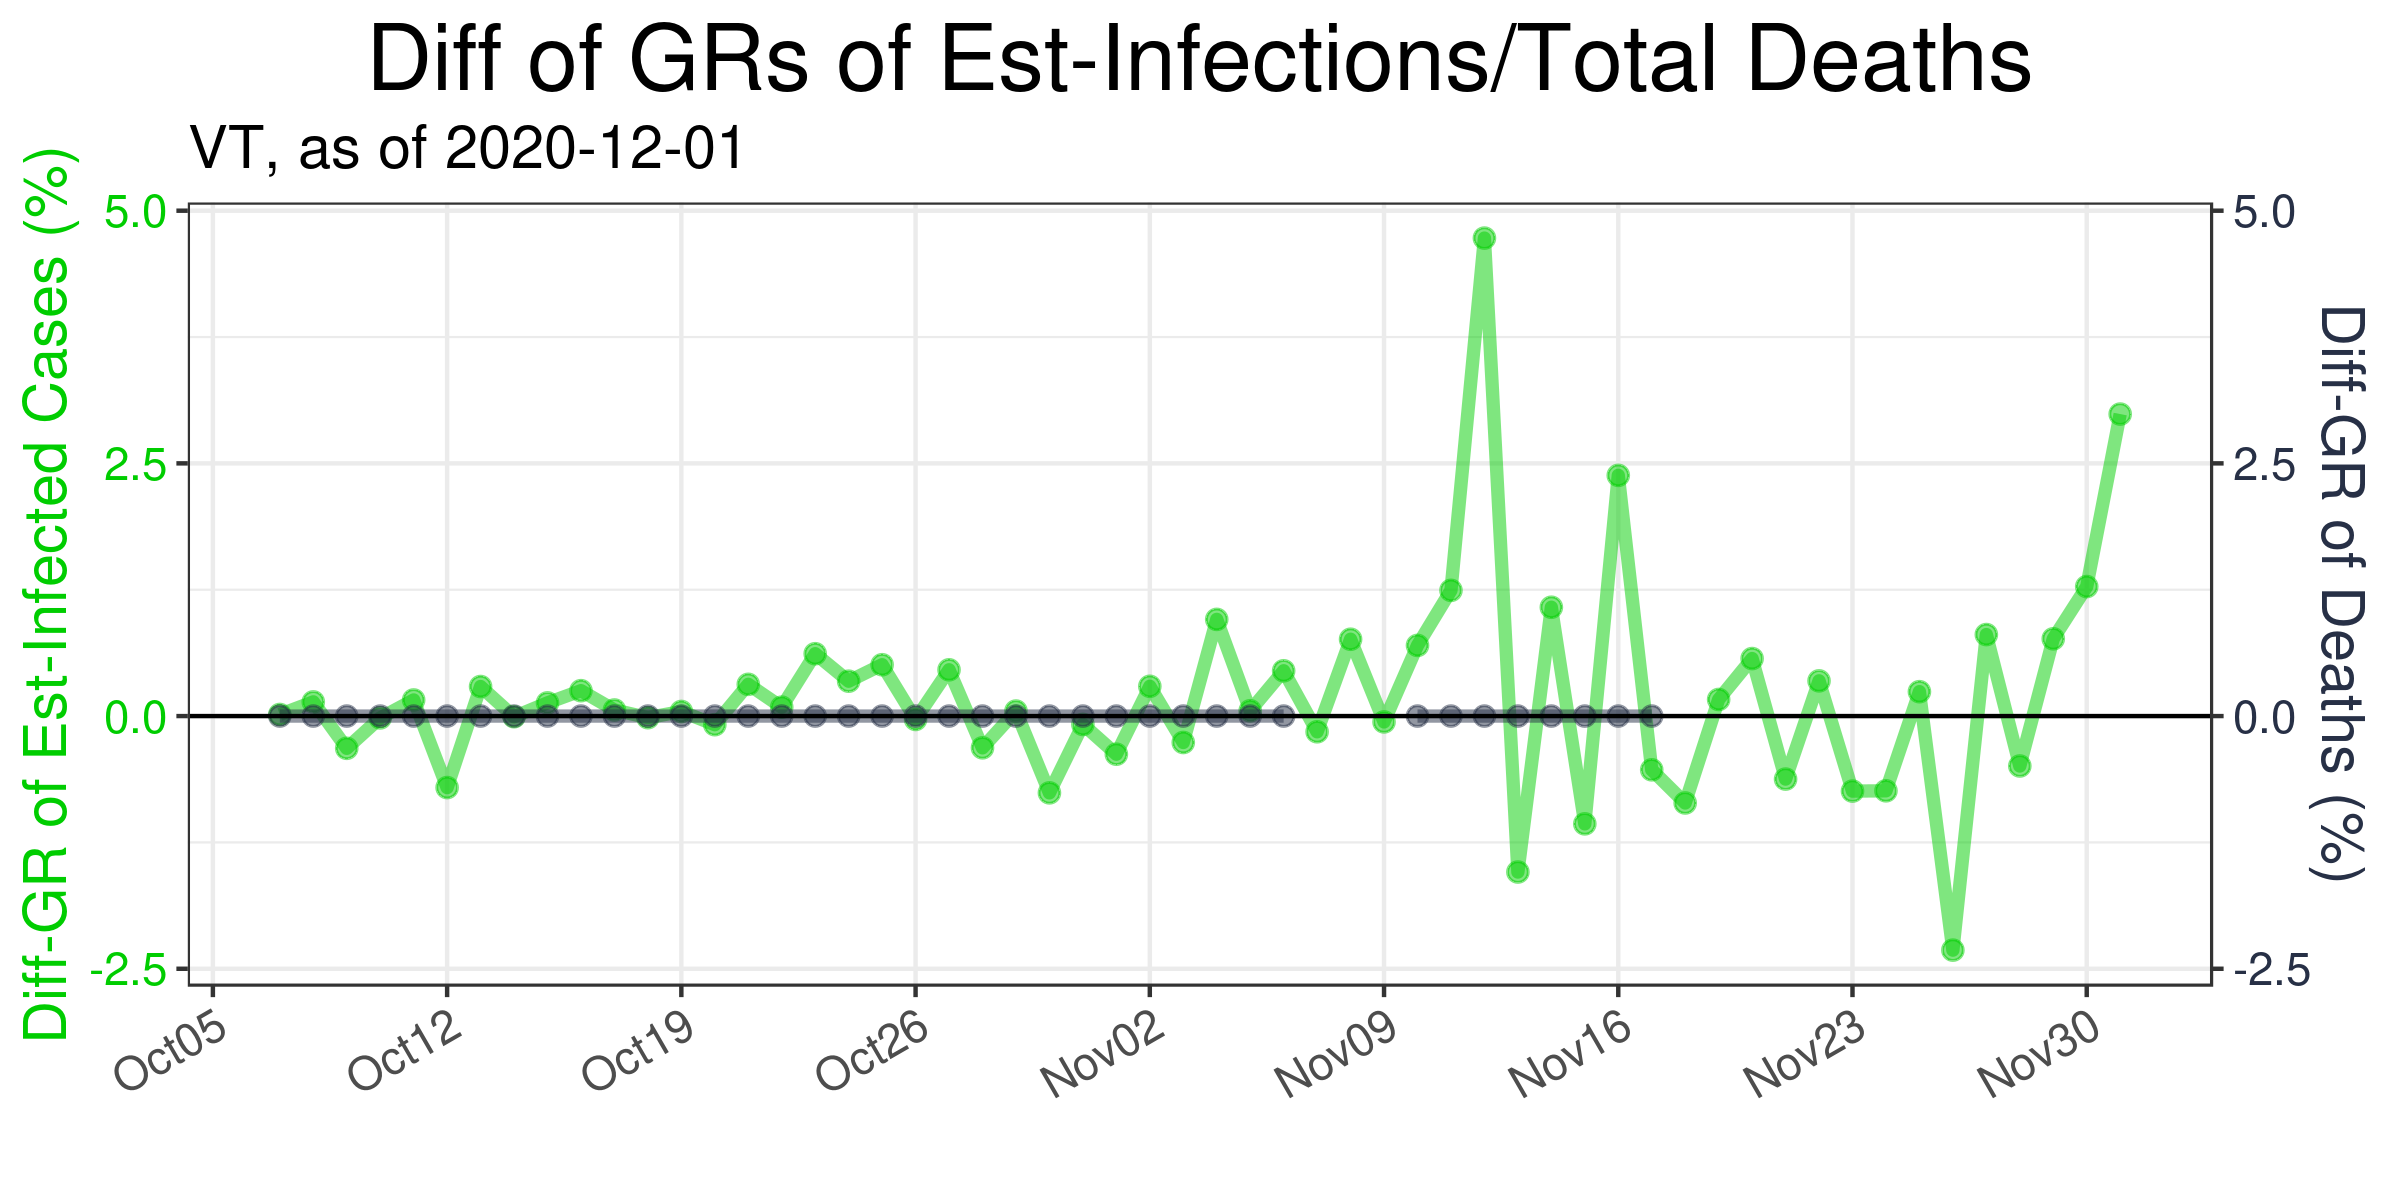 Diff of GRs of Est-Infections/Total Deaths
VT, as of 2020-12-01
Diff-GR of Est-Infected Cases (%)
5.0
2.5
0.0
-2.5
5.0
2.5
0.0
-2.5
Diff-GR of Deaths (%)
Oct05
Oct12
Oct19
Oct26
Nov02
Nov09
Nov16
Nov23
Nov30